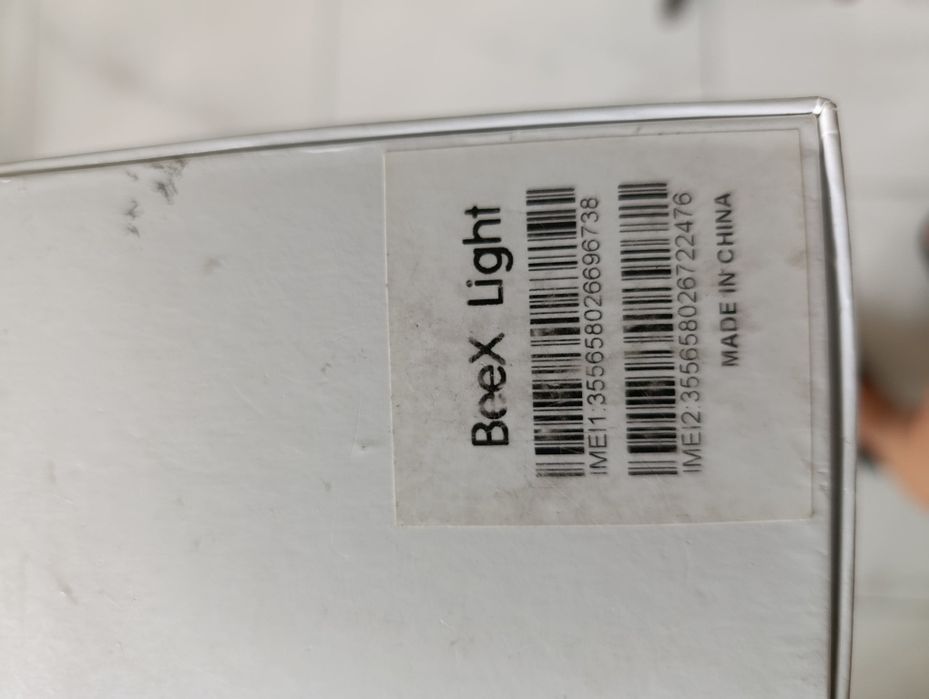 BeeX Light
IMEI1:355658026696738
IMEI2:355658026722476
MADE IN CHINA